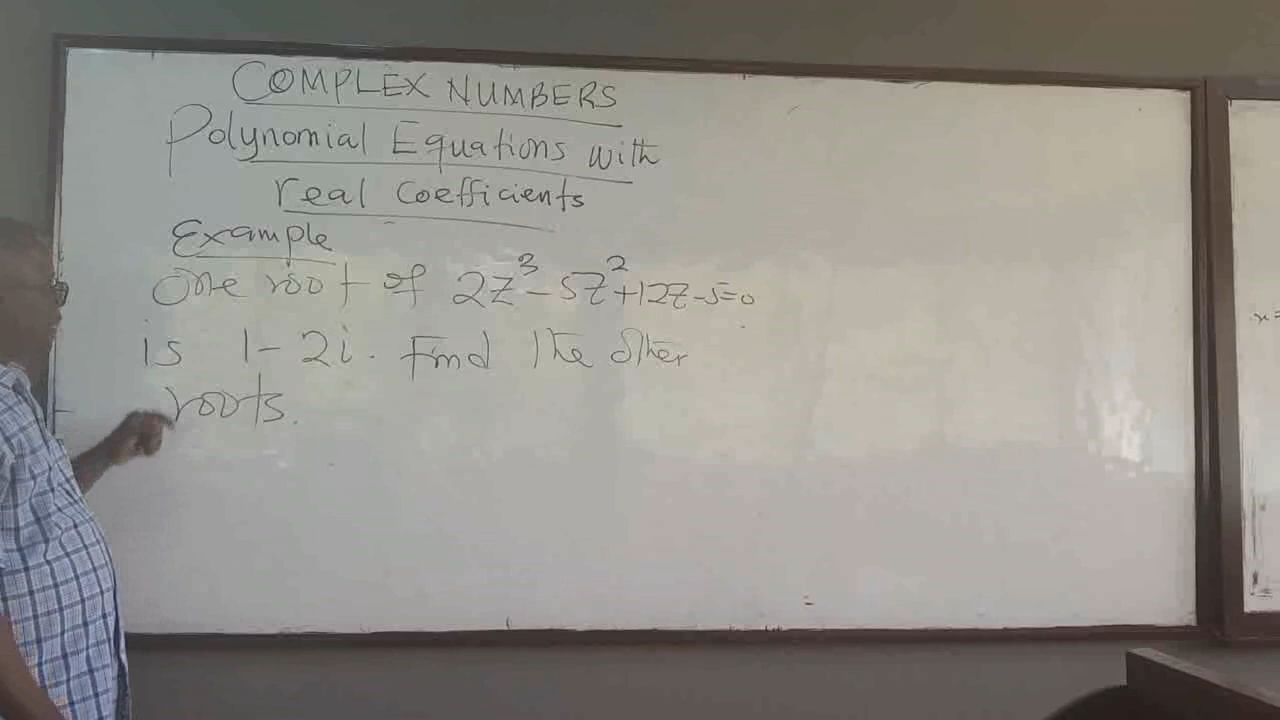 COMPLEX NUMBERS
Polynomial Equations with
real coefficients
Example
One root of 2z³-5z²+12z-5=0
is 1-2i. Find the other
roots.
x=